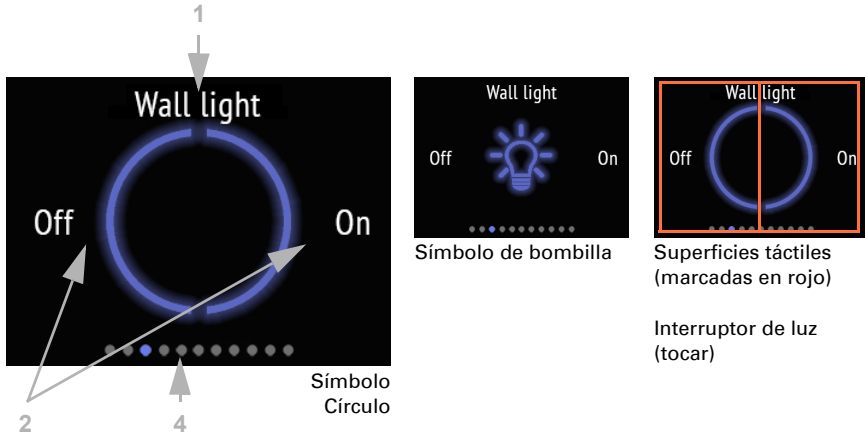 1
Wall light
Off
On
Símbolo
Círculo
2
4
Wall light
Off
On
Símbolo de bombilla
Wall light
Off
On
Superficies táctiles
(marcadas en rojo)
Interruptor de luz
(tocar)